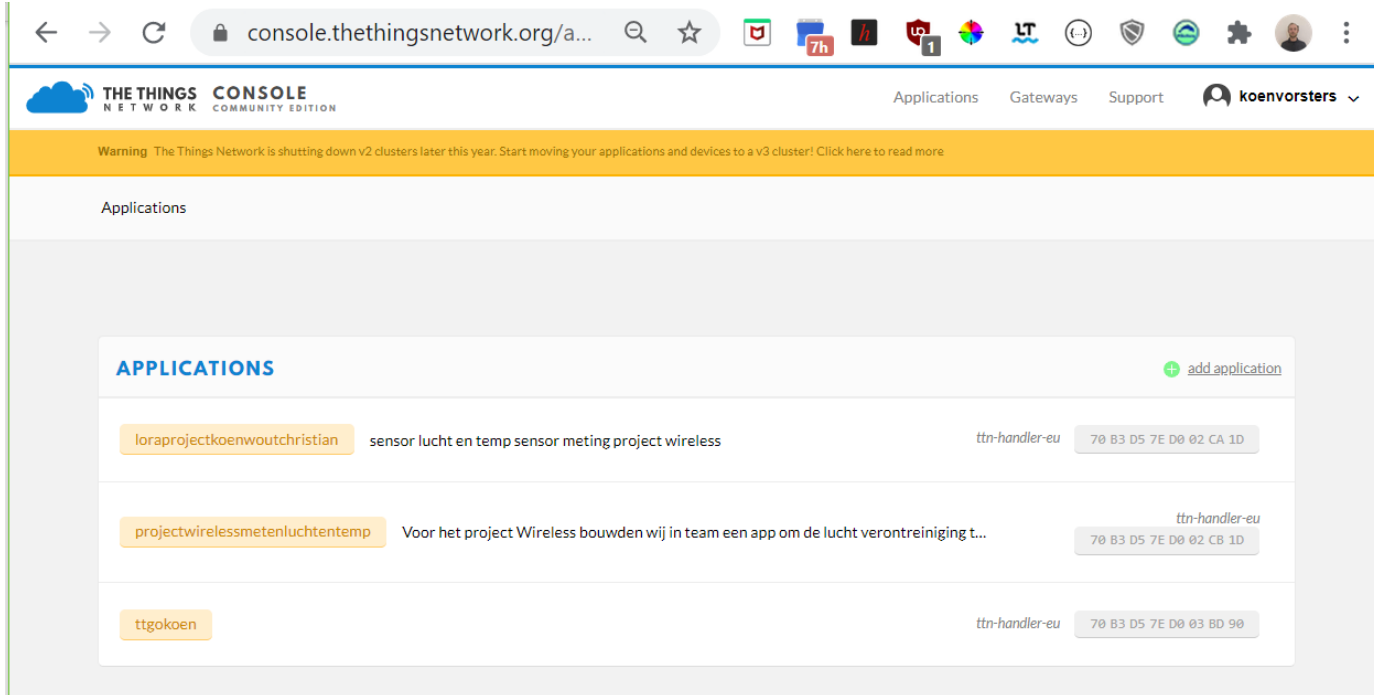 console.thethingsnetwork.org/a...
7h
h
1
LT
THE THINGS NETWORK CONSOLE COMMUNITY EDITION
Applications Gateways Support koenvorsters
Warning The Things Network is shutting down v2 clusters later this year. Start moving your applications and devices to a v3 cluster! Click here to read more
Applications
APPLICATIONS
add application
loraprojectkoenwoutchristian sensor lucht en temp sensor meting project wireless ttn-handler-eu 70 B3 D5 7E D0 02 CA 1D
ttn-handler-eu
projectwirelessmetenluchtentemp Voor het project Wireless bouwden wij in team een app om de lucht verontreiniging t... 70 B3 D5 7E D0 02 CB 1D
ttgokoen ttn-handler-eu 70 B3 D5 7E D0 03 BD 90